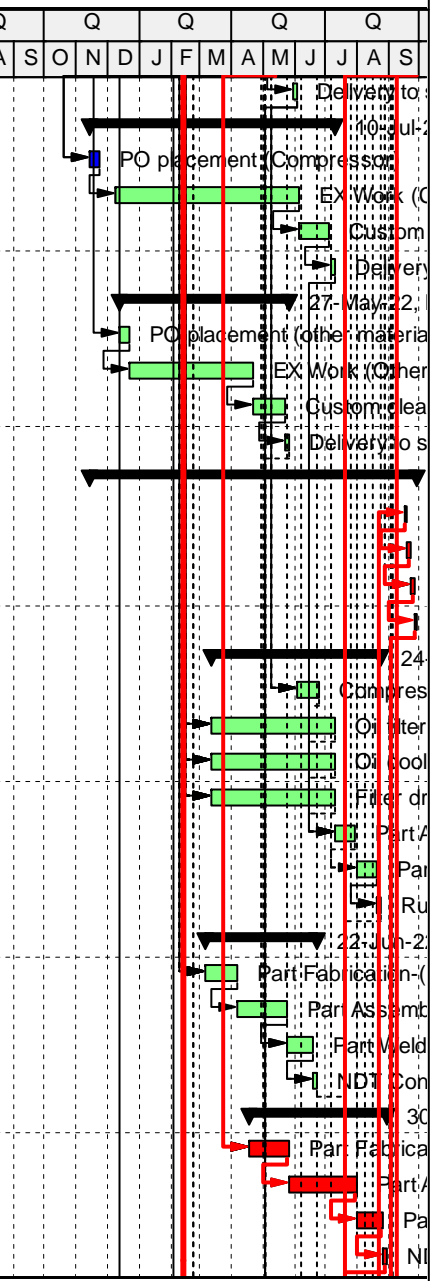 Q Q Q Q Q
A S O N D J F M A M J J A S
Delivery to s
10-Jul-2
PO placement (Compressor
EX Work (C
Custom
Delivery
27-May-22,
PO placement (other materia
EX Work (Other
Custom clea
Delivery to s
24-
Compres
Oil filter
Oil cool
Filter dr
Part A
Par
Ru
22-Jun-22
Part Fabrication-(
Part Assemb
Part Weld
NDT Con
30
Part Fabrica
Part A
Pa
ND